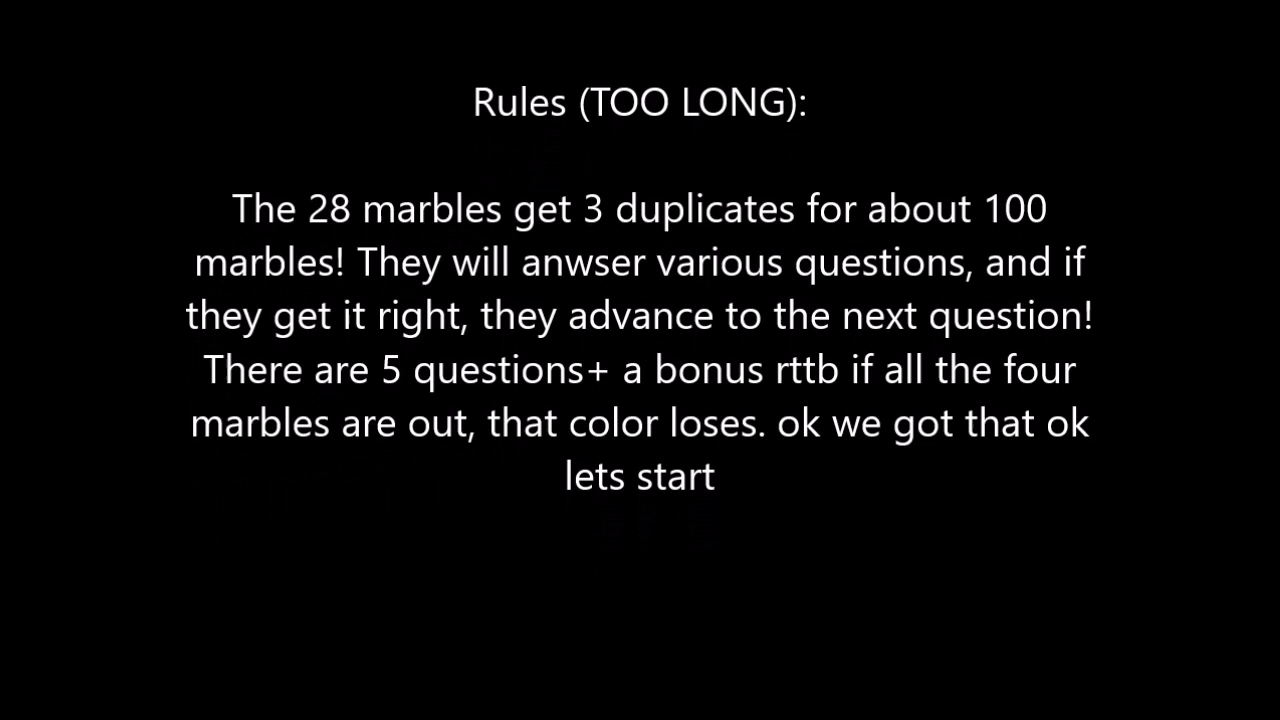 Rules (TOO LONG):
The 28 marbles get 3 duplicates for about 100
marbles! They will anwser various questions, and if
they get it right, they advance to the next question!
There are 5 questions+ a bonus rttb if all the four
marbles are out, that color loses. ok we got that ok
lets start